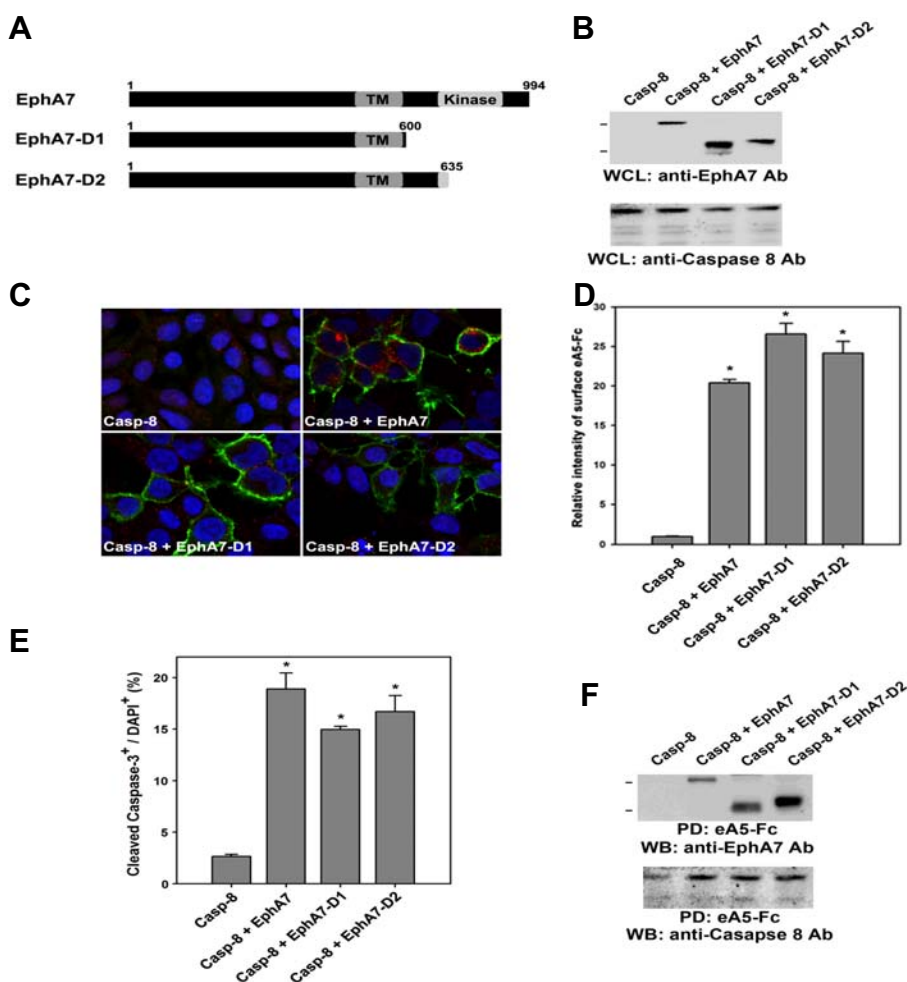 A
1
994
EphA7
TM
Kinase
1
600
EphA7-D1
TM
1
635
EphA7-D2
TM
B
Casp-8
Casp-8 + EphA7
Casp-8 + EphA7-D1
Casp-8 + EphA7-D2
WCL: anti-EphA7 Ab
WCL: anti-Caspase 8 Ab
C
Casp-8
Casp-8 + EphA7
Casp-8 + EphA7-D1
Casp-8 + EphA7-D2
D
Relative intensity of surface eA5-Fc
30
25
20
15
10
5
0
*
*
*
Casp-8
Casp-8 + EphA7
Casp-8 + EphA7-D1
Casp-8 + EphA7-D2
E
Cleaved Caspase-3+ / DAPI+ (%)
20
15
10
5
0
*
*
*
Casp-8
Casp-8 + EphA7
Casp-8 + EphA7-D1
Casp-8 + EphA7-D2
F
Casp-8
Casp-8 + EphA7
Casp-8 + EphA7-D1
Casp-8 + EphA7-D2
PD: eA5-Fc
WB: anti-EphA7 Ab
PD: eA5-Fc
WB: anti-Casapse 8 Ab